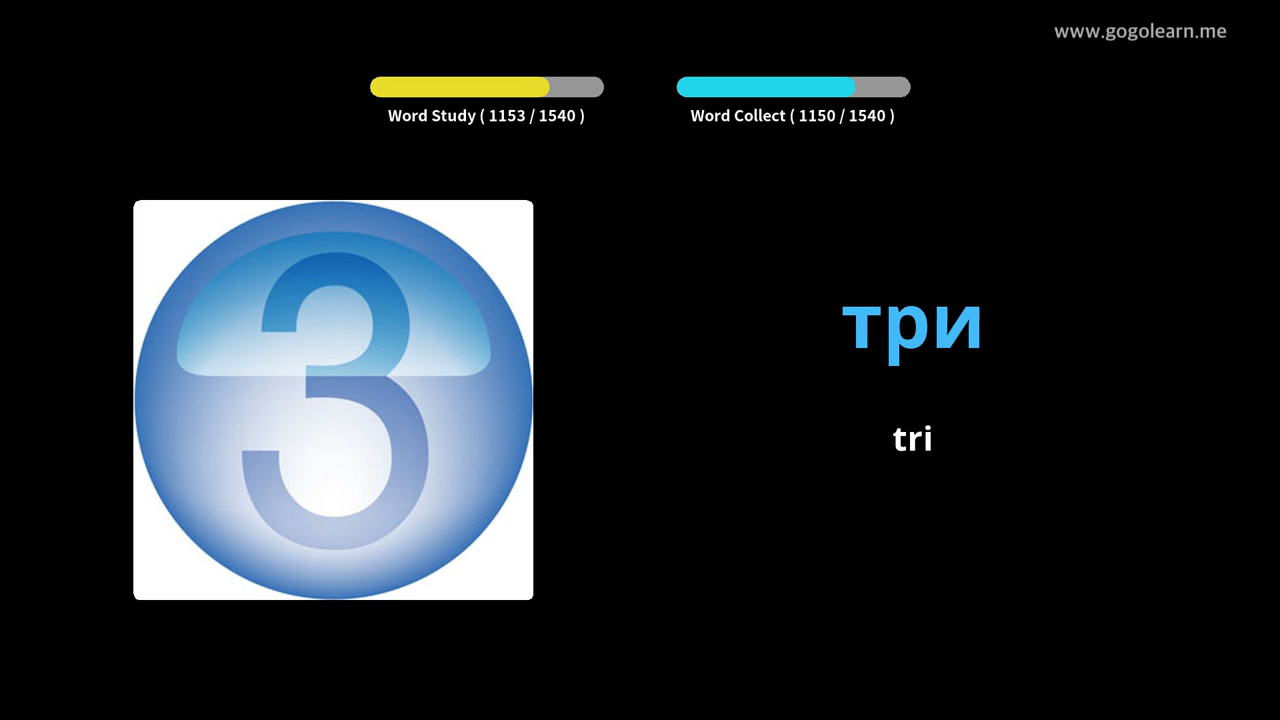 www.gogolearn.me
Word Study ( 1153 / 1540 )
Word Collect ( 1150 / 1540 )
3
три
tri